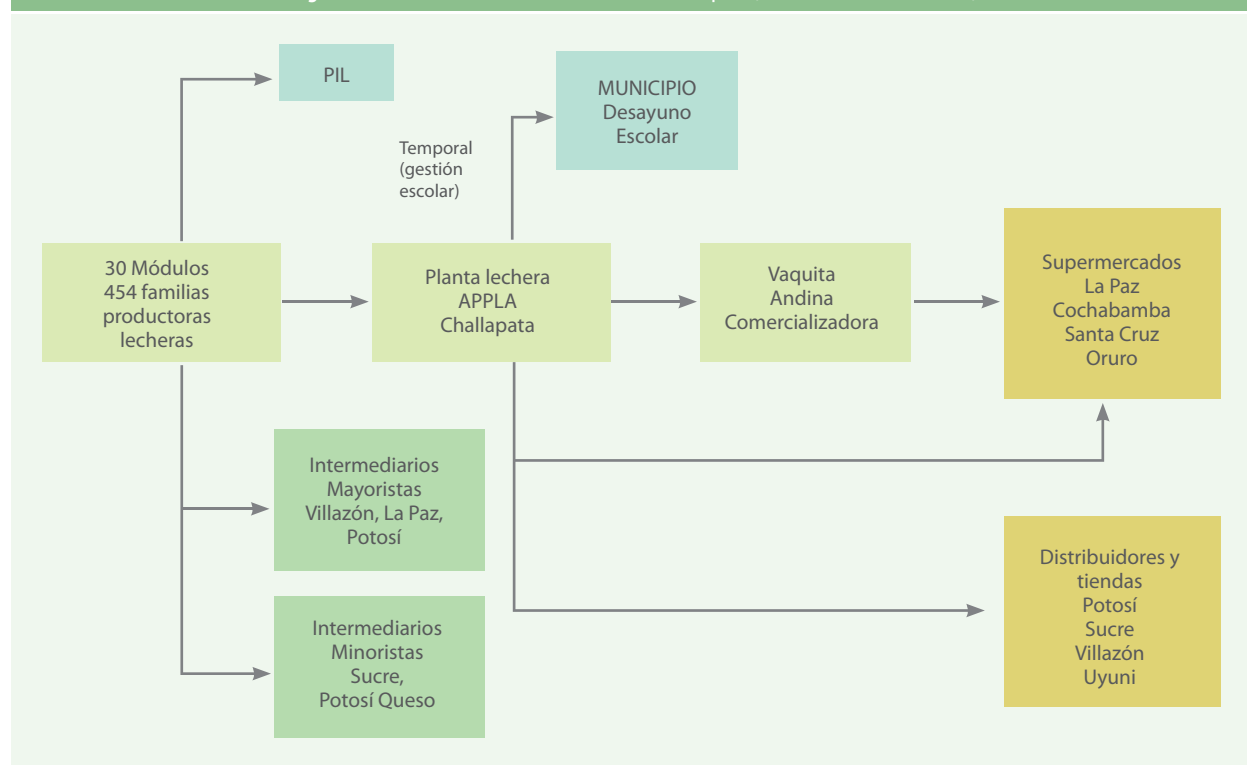 PIL
MUNICIPIO
Desayuno
Escolar
Temporal
(gestión
escolar)
30 Módulos
454 familias
productoras
lecheras
Planta lechera
APPLA
Challapata
Vaquita
Andina
Comercializadora
Supermercados
La Paz
Cochabamba
Santa Cruz
Oruro
Intermediarios
Mayoristas
Villazón, La Paz,
Potosí
Intermediarios
Minoristas
Sucre,
Potosí Queso
Distribuidores y
tiendas
Potosí
Sucre
Villazón
Uyuni